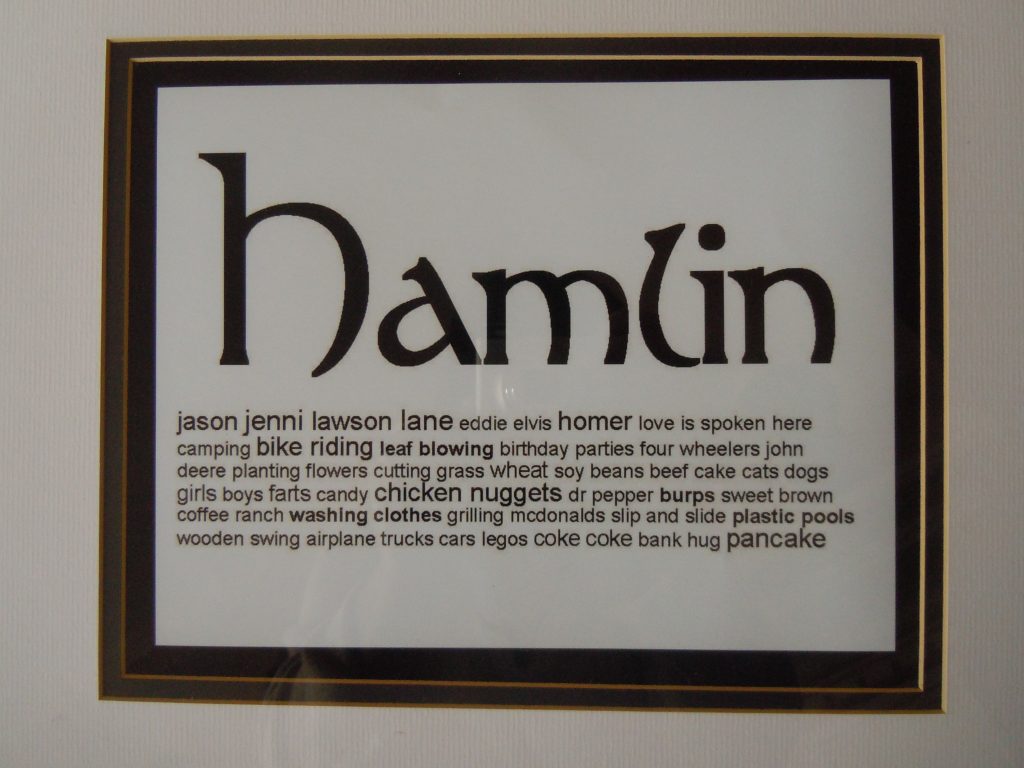 hamlin
jason jenni lawson lane eddie elvis homer love is spoken here
camping bike riding leaf blowing birthday parties four wheelers john
deere planting flowers cutting grass wheat soy beans beef cake cats dogs
girls boys farts candy chicken nuggets dr pepper burps sweet brown
coffee ranch washing clothes grilling mcdonalds slip and slide plastic pools
wooden swing airplane trucks cars legos coke coke bank hug pancake